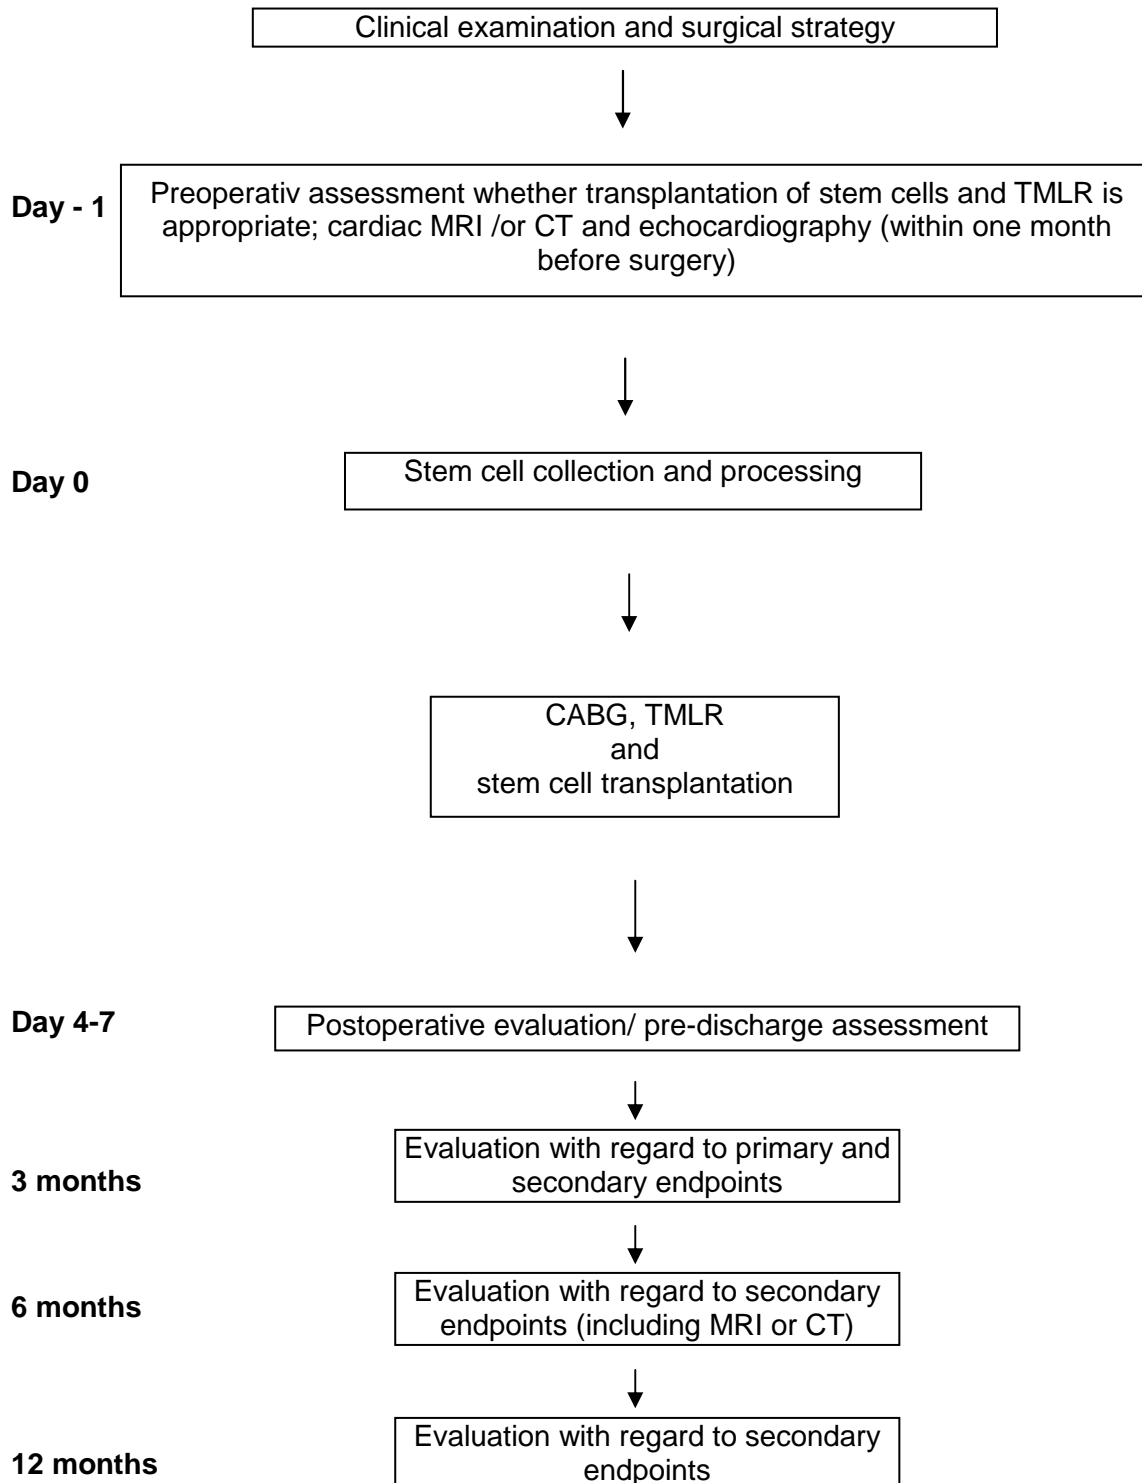 Clinical examination and surgical strategy
Day - 1
Preoperativ assessment whether transplantation of stem cells and TMLR is
appropriate; cardiac MRI /or CT and echocardiography (within one month
before surgery)
Day 0
Stem cell collection and processing
CABG, TMLR
and
stem cell transplantation
Day 4-7
Postoperative evaluation/ pre-discharge assessment
3 months
Evaluation with regard to primary and
secondary endpoints
6 months
Evaluation with regard to secondary
endpoints (including MRI or CT)
12 months
Evaluation with regard to secondary
endpoints